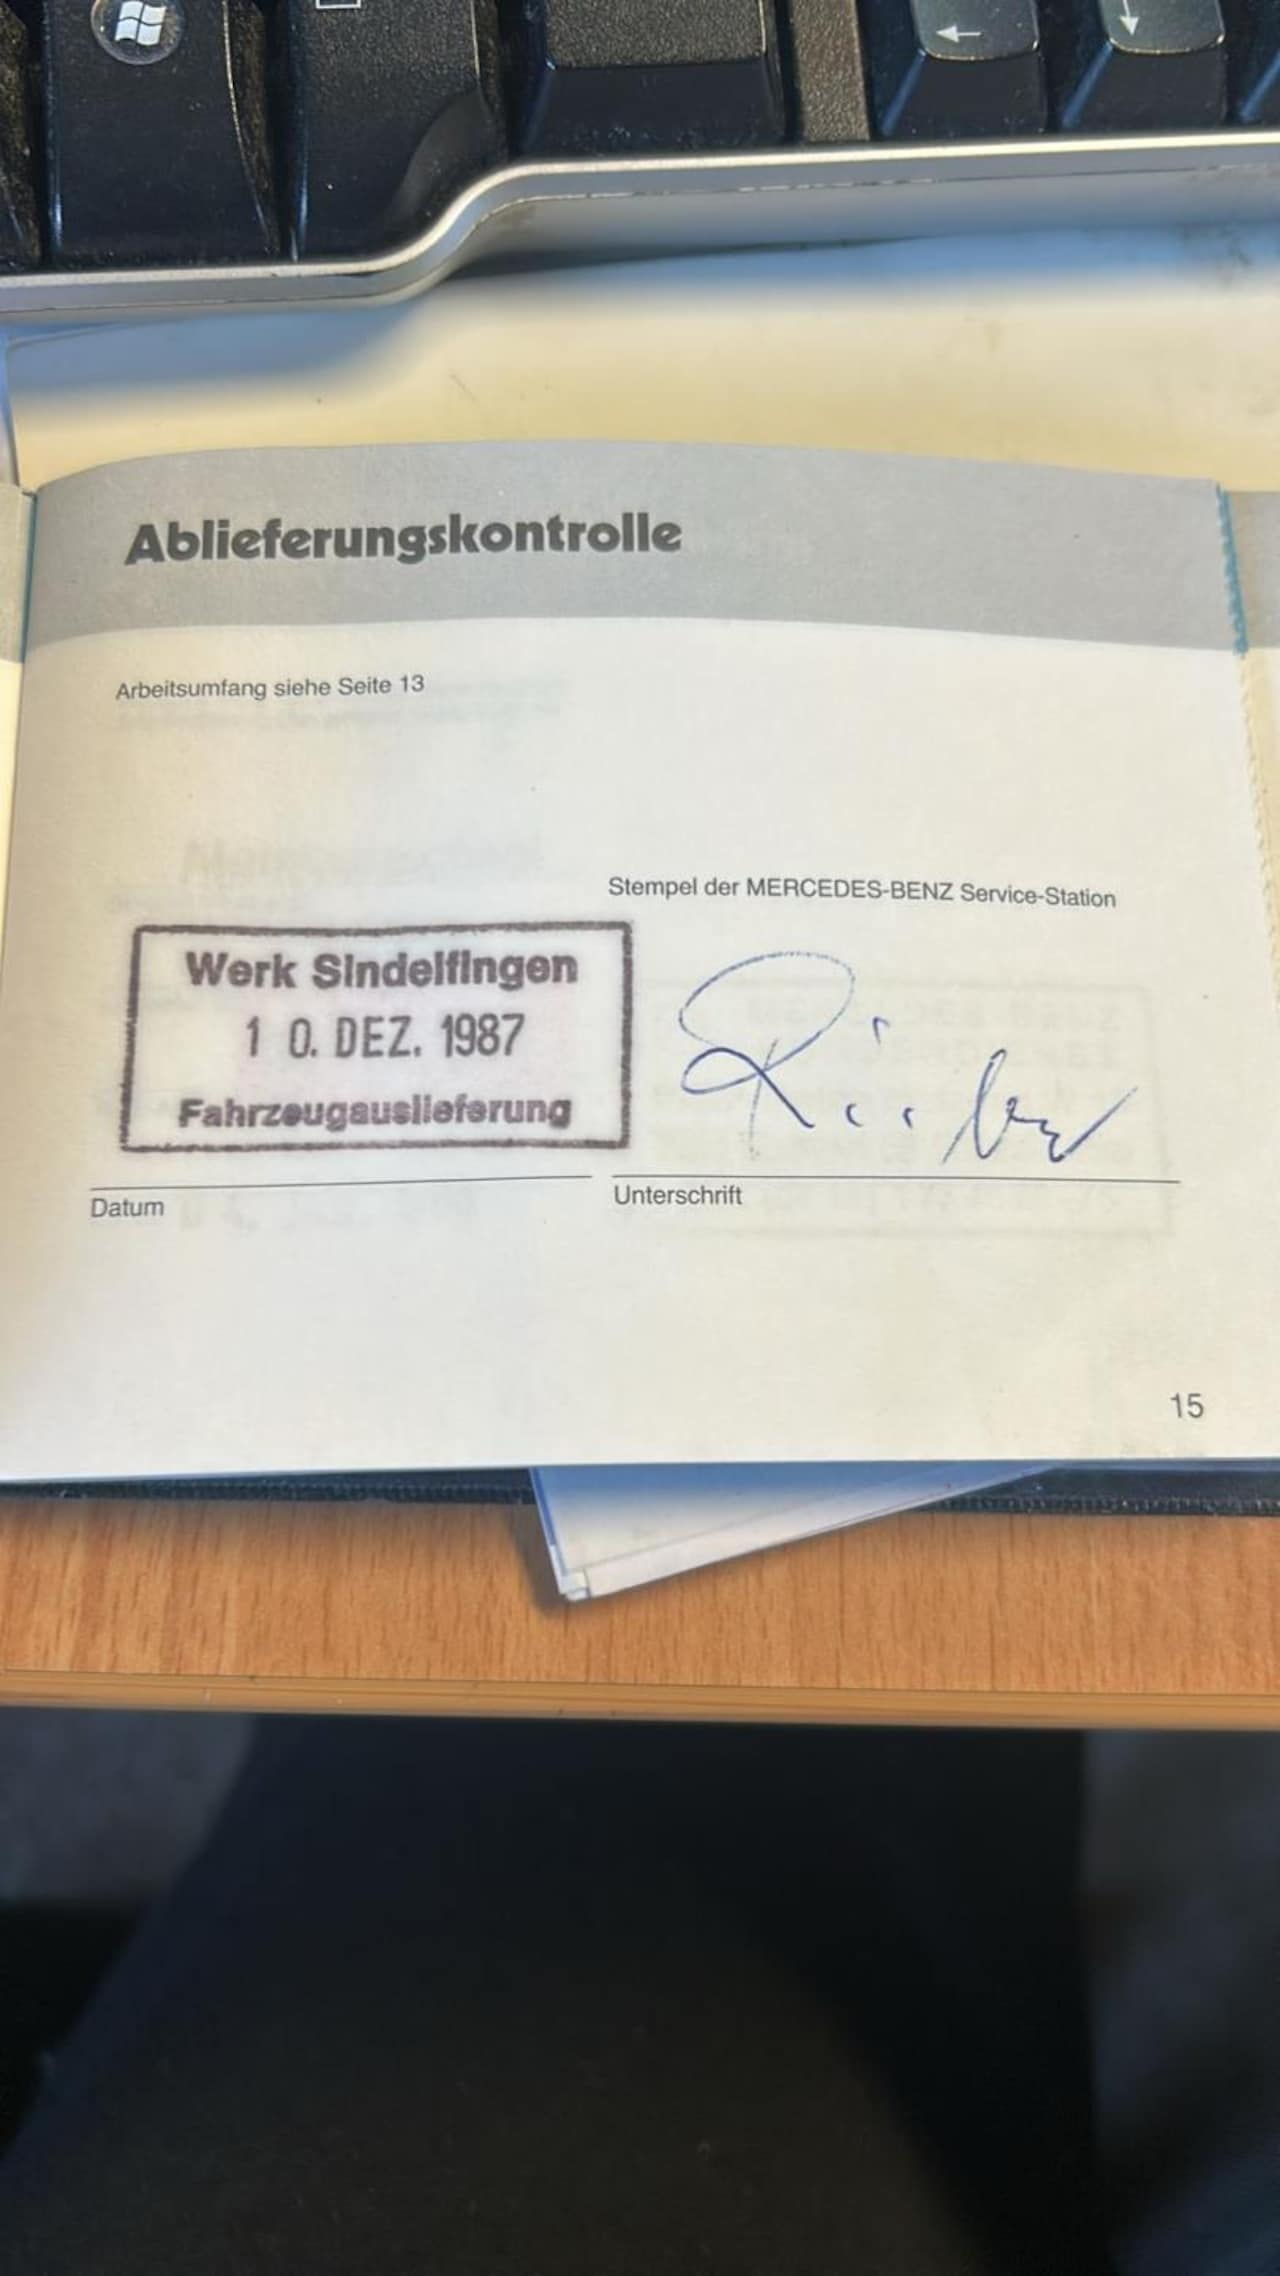 Ablieferungskontrolle
Arbeitsumfang siehe Seite 13
Stempel der MERCEDES-BENZ Service-Station
Werk Sindelfingen
1 0. DEZ. 1987
Fahrzeugauslieferung
Datum
Unterschrift
15